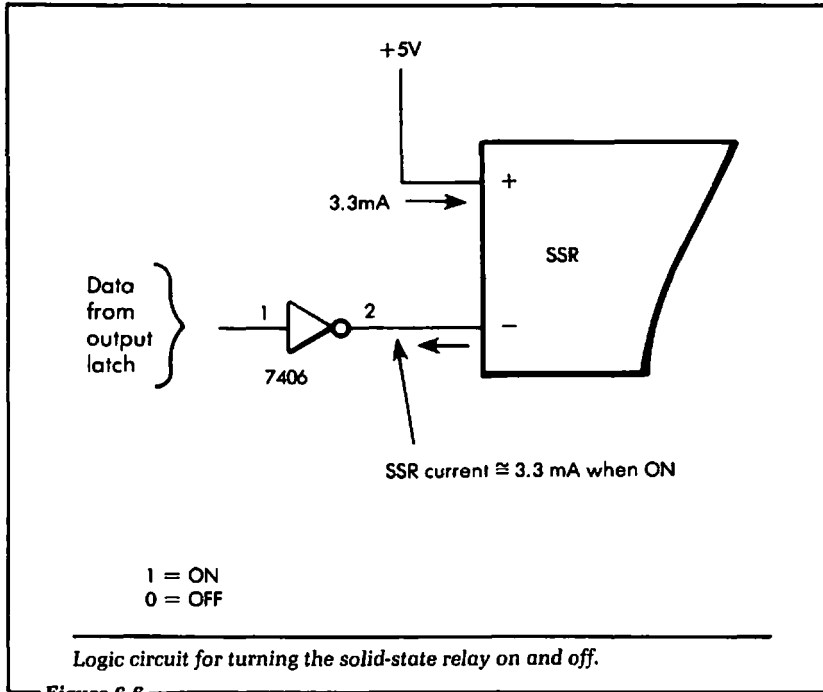 +5V
3.3mA
+
SSR
Data
from
output
latch
1
2
7406
−
SSR current ≅ 3.3 mA when ON
1 = ON
0 = OFF
Logic circuit for turning the solid-state relay on and off.